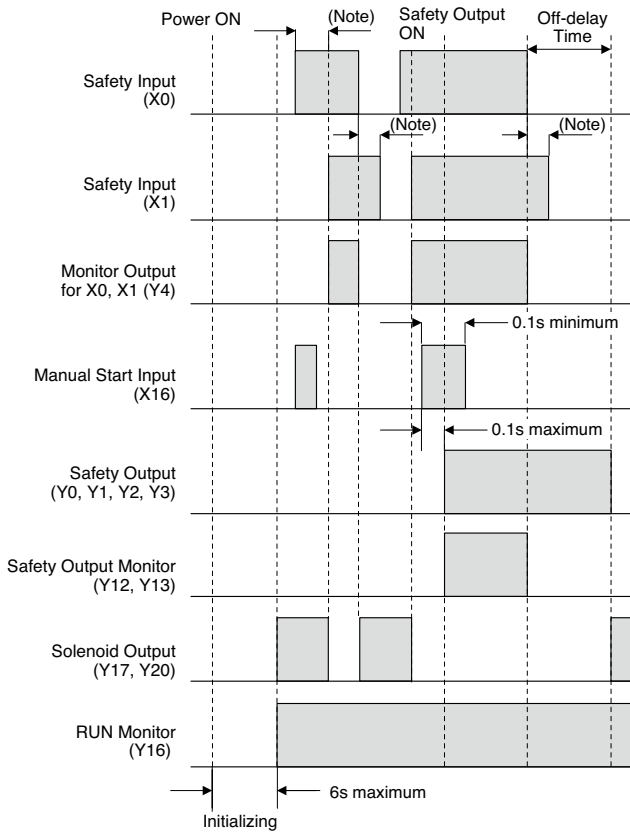 Power ON
(Note)
Safety Output
ON
Off-delay
Time
Safety Input
(X0)
(Note)
(Note)
Safety Input
(X1)
Monitor Output
for X0, X1 (Y4)
0.1s minimum
Manual Start Input
(X16)
0.1s maximum
Safety Output
(Y0, Y1, Y2, Y3)
Safety Output Monitor
(Y12, Y13)
Solenoid Output
(Y17, Y20)
RUN Monitor
(Y16)
6s maximum
Initializing